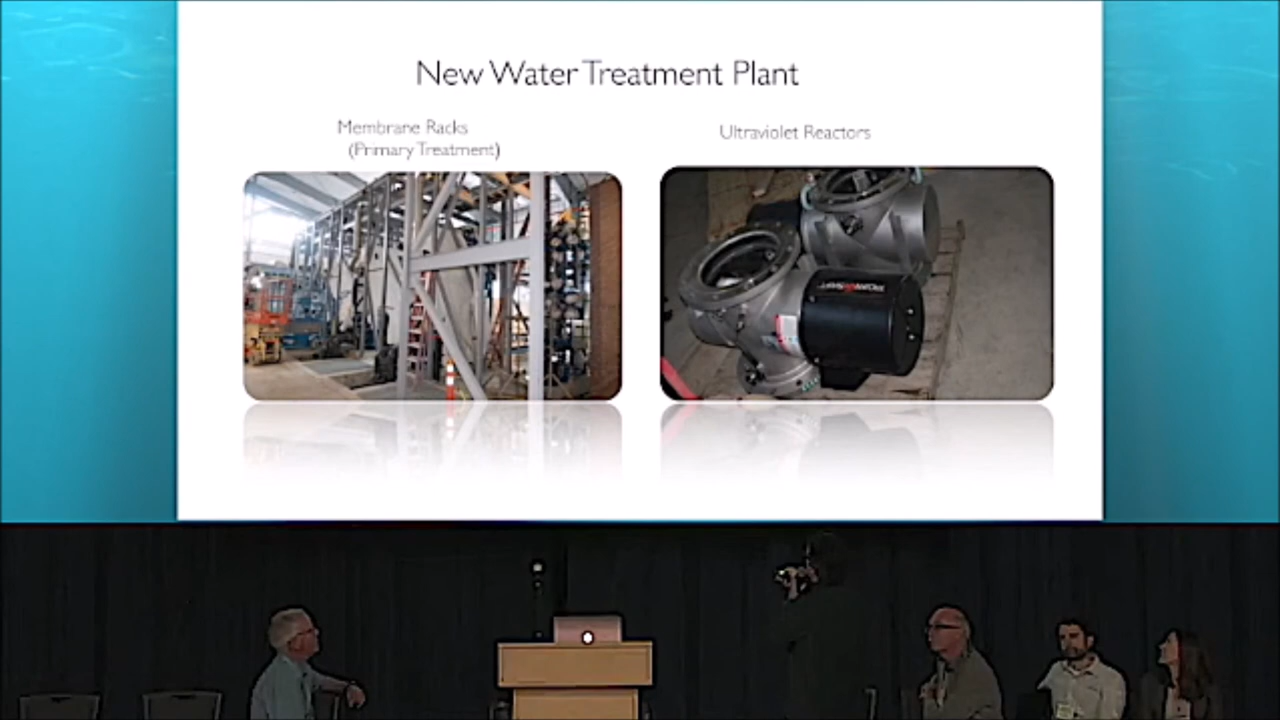 New Water Treatment Plant
Membrane Racks
(Primary Treatment)
Ultraviolet Reactors